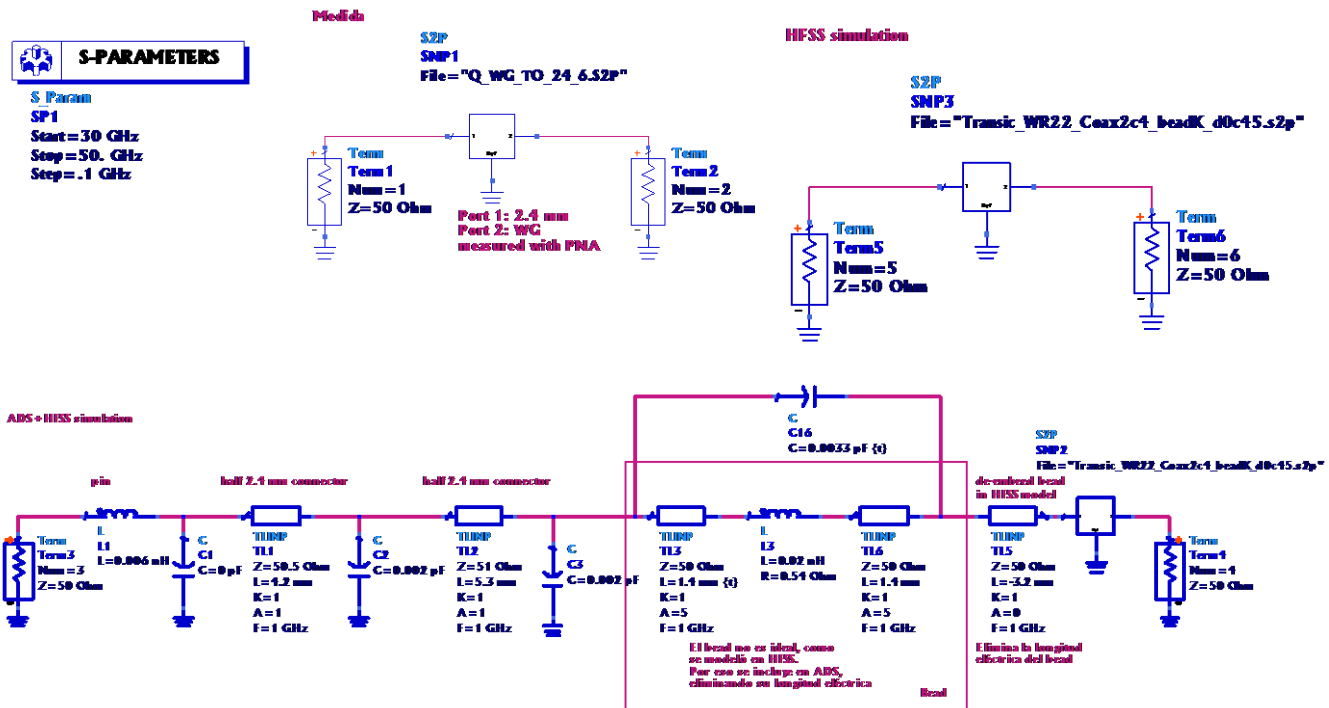 Medida
S-PARAMETERS
S_Param
SP1
Start=30 GHz
Stop=50. GHz
Step=.1 GHz
S2P
SNP1
File="Q_WG_TO_24_6.S2P"
1
2
Ref
Term
Term1
Num=1
Z=50 Ohm
Term
Term2
Num=2
Z=50 Ohm
Port 1: 2.4 mm
Port 2: WG
measured with PNA
HFSS simulation
S2P
SNP3
File="Transic_WR22_Coax2c4_beadK_d0c45.s2p"
1
2
Ref
Term
Term5
Num=5
Z=50 Ohm
Term
Term6
Num=6
Z=50 Ohm
ADS + HFSS simulation
C
C16
C=0.0033 pF {t}
S2P
SNP2
File="Transic_WR22_Coax2c4_beadK_d0c45.s2p"
pin
half 2.4 mm connector
half 2.4 mm connector
de-embed bead
in HFSS model
Term
Term3
Num=3
Z=50 Ohm
L
L1
L=0.006 nH
C
C1
C=0 pF
TLINP
TL1
Z=50.5 Ohm
L=4.2 mm
K=1
A=1
F=1 GHz
C
C2
C=0.002 pF
TLINP
TL2
Z=51 Ohm
L=5.3 mm
K=1
A=1
F=1 GHz
C
C3
C=0.002 pF
TLINP
TL3
Z=50 Ohm
L=1.4 mm {t}
K=1
A=5
F=1 GHz
L
L3
L=0.02 nH
R=0.54 Ohm
TLINP
TL6
Z=50 Ohm
L=1.4 mm
K=1
A=5
F=1 GHz
TLINP
TL5
Z=50 Ohm
L=-3.2 mm
K=1
A=0
F=1 GHz
Term
Term4
Num=4
Z=50 Ohm
El bead no es ideal, como
se modeló en HFSS.
Por eso se incluye en ADS,
eliminando su longitud eléctrica
Bead
Elimina la longitud
eléctrica del bead